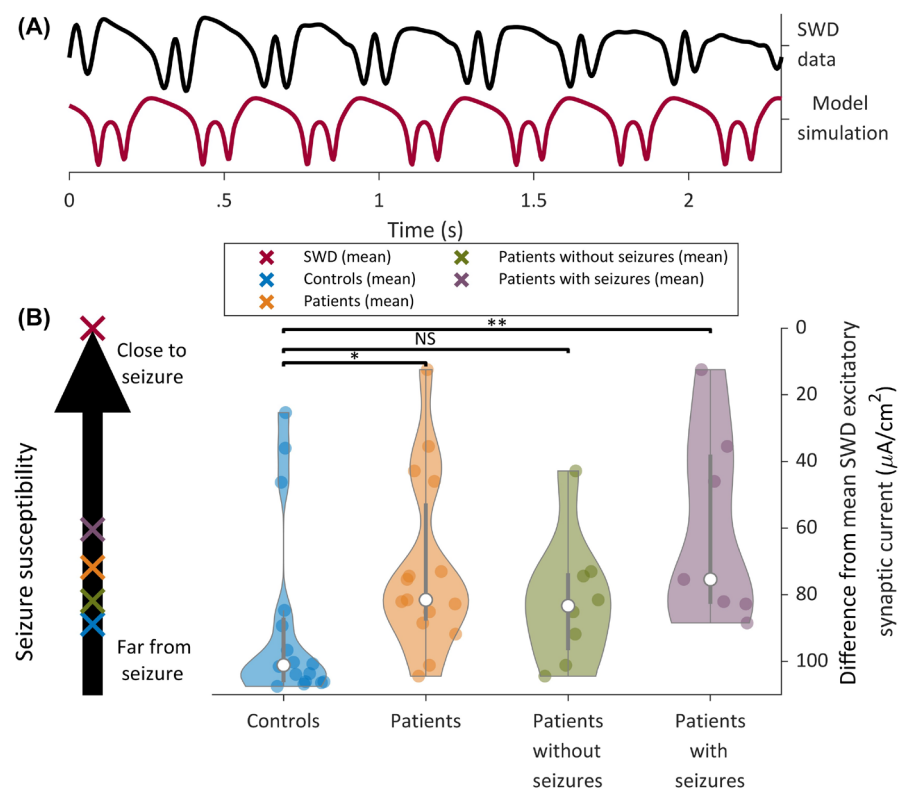 (A)
SWD
data
Model
simulation
0
.5
1
1.5
2
Time (s)
SWD (mean)
Controls (mean)
Patients (mean)
Patients without seizures (mean)
Patients with seizures (mean)
(B)
Close to
seizure
Seizure susceptibility
Far from
seizure
**
NS
*
0
20
40
60
80
100
Difference from mean SWD excitatory
synaptic current (μA/cm²)
Controls
Patients
Patients
without
seizures
Patients
with
seizures